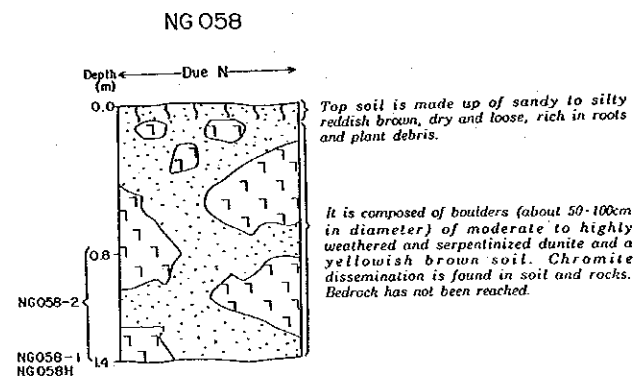 NG 058
Depth
(m)
Due N
0.0
Top soil is made up of sandy to silty
reddish brown, dry and loose, rich in roots
and plant debris.
It is composed of boulders (about 50-100cm
in diameter) of moderate to highly
weathered and serpentinized dunite and a
yellowish brown soil. Chromite
dissemination is found in soil and rocks.
Bedrock has not been reached.
0.8
NG058-2
NG058-1
NG058H
1.4